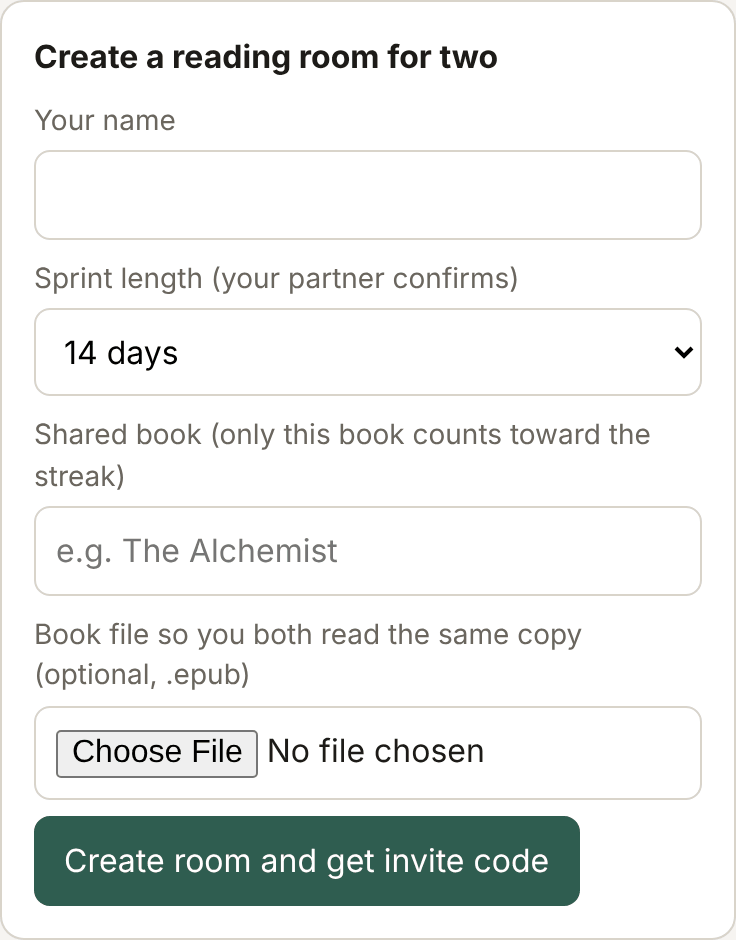 Create a reading room for two
Your name
Sprint length (your partner confirms)
14 days
Shared book (only this book counts toward the
streak)
e.g. The Alchemist
Book file so you both read the same copy
(optional, .epub)
Choose File No file chosen
Create room and get invite code